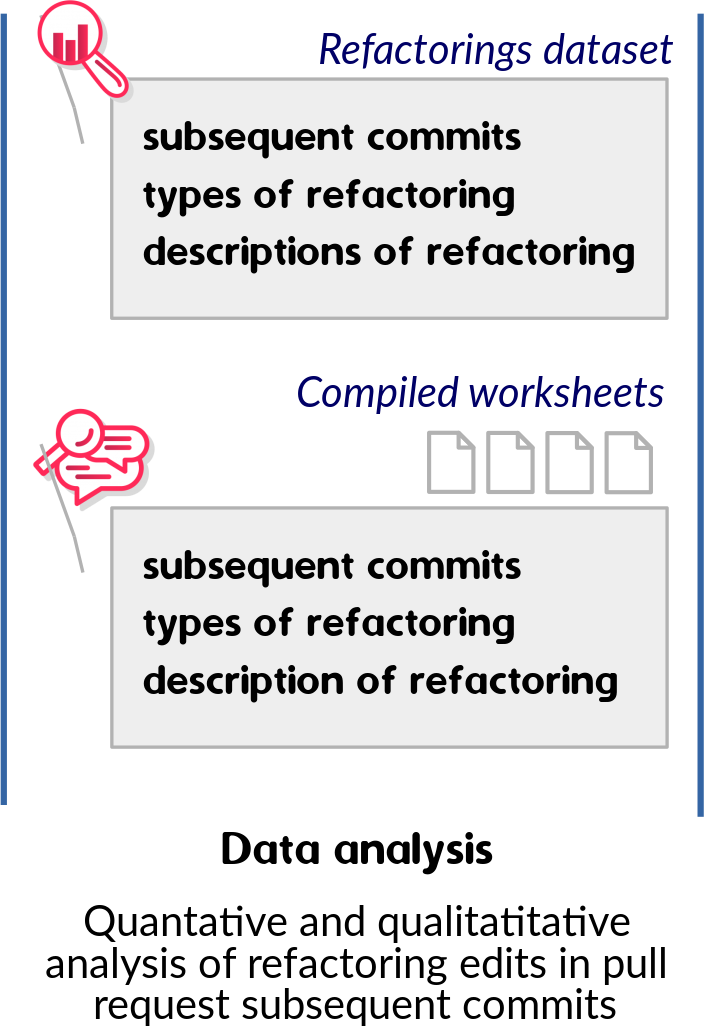 Refactorings dataset
subsequent commits
types of refactoring
descriptions of refactoring
Compiled worksheets
subsequent commits
types of refactoring
description of refactoring
Data analysis
Quantative and qualitatitative
analysis of refactoring edits in pull
request subsequent commits